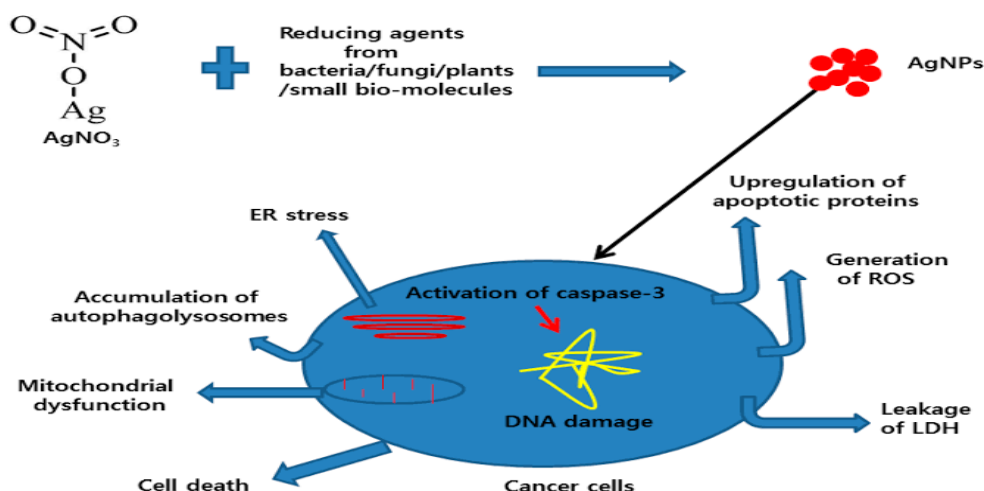 O
O
N
O
Ag
AgNO₃
Reducing agents
from
bacteria/fungi/plants
/small bio-molecules
AgNPs
Upregulation of
apoptotic proteins
ER stress
Generation
of ROS
Activation of caspase-3
Accumulation of
autophagolysosomes
Mitochondrial
dysfunction
DNA damage
Leakage
of LDH
Cell death
Cancer cells